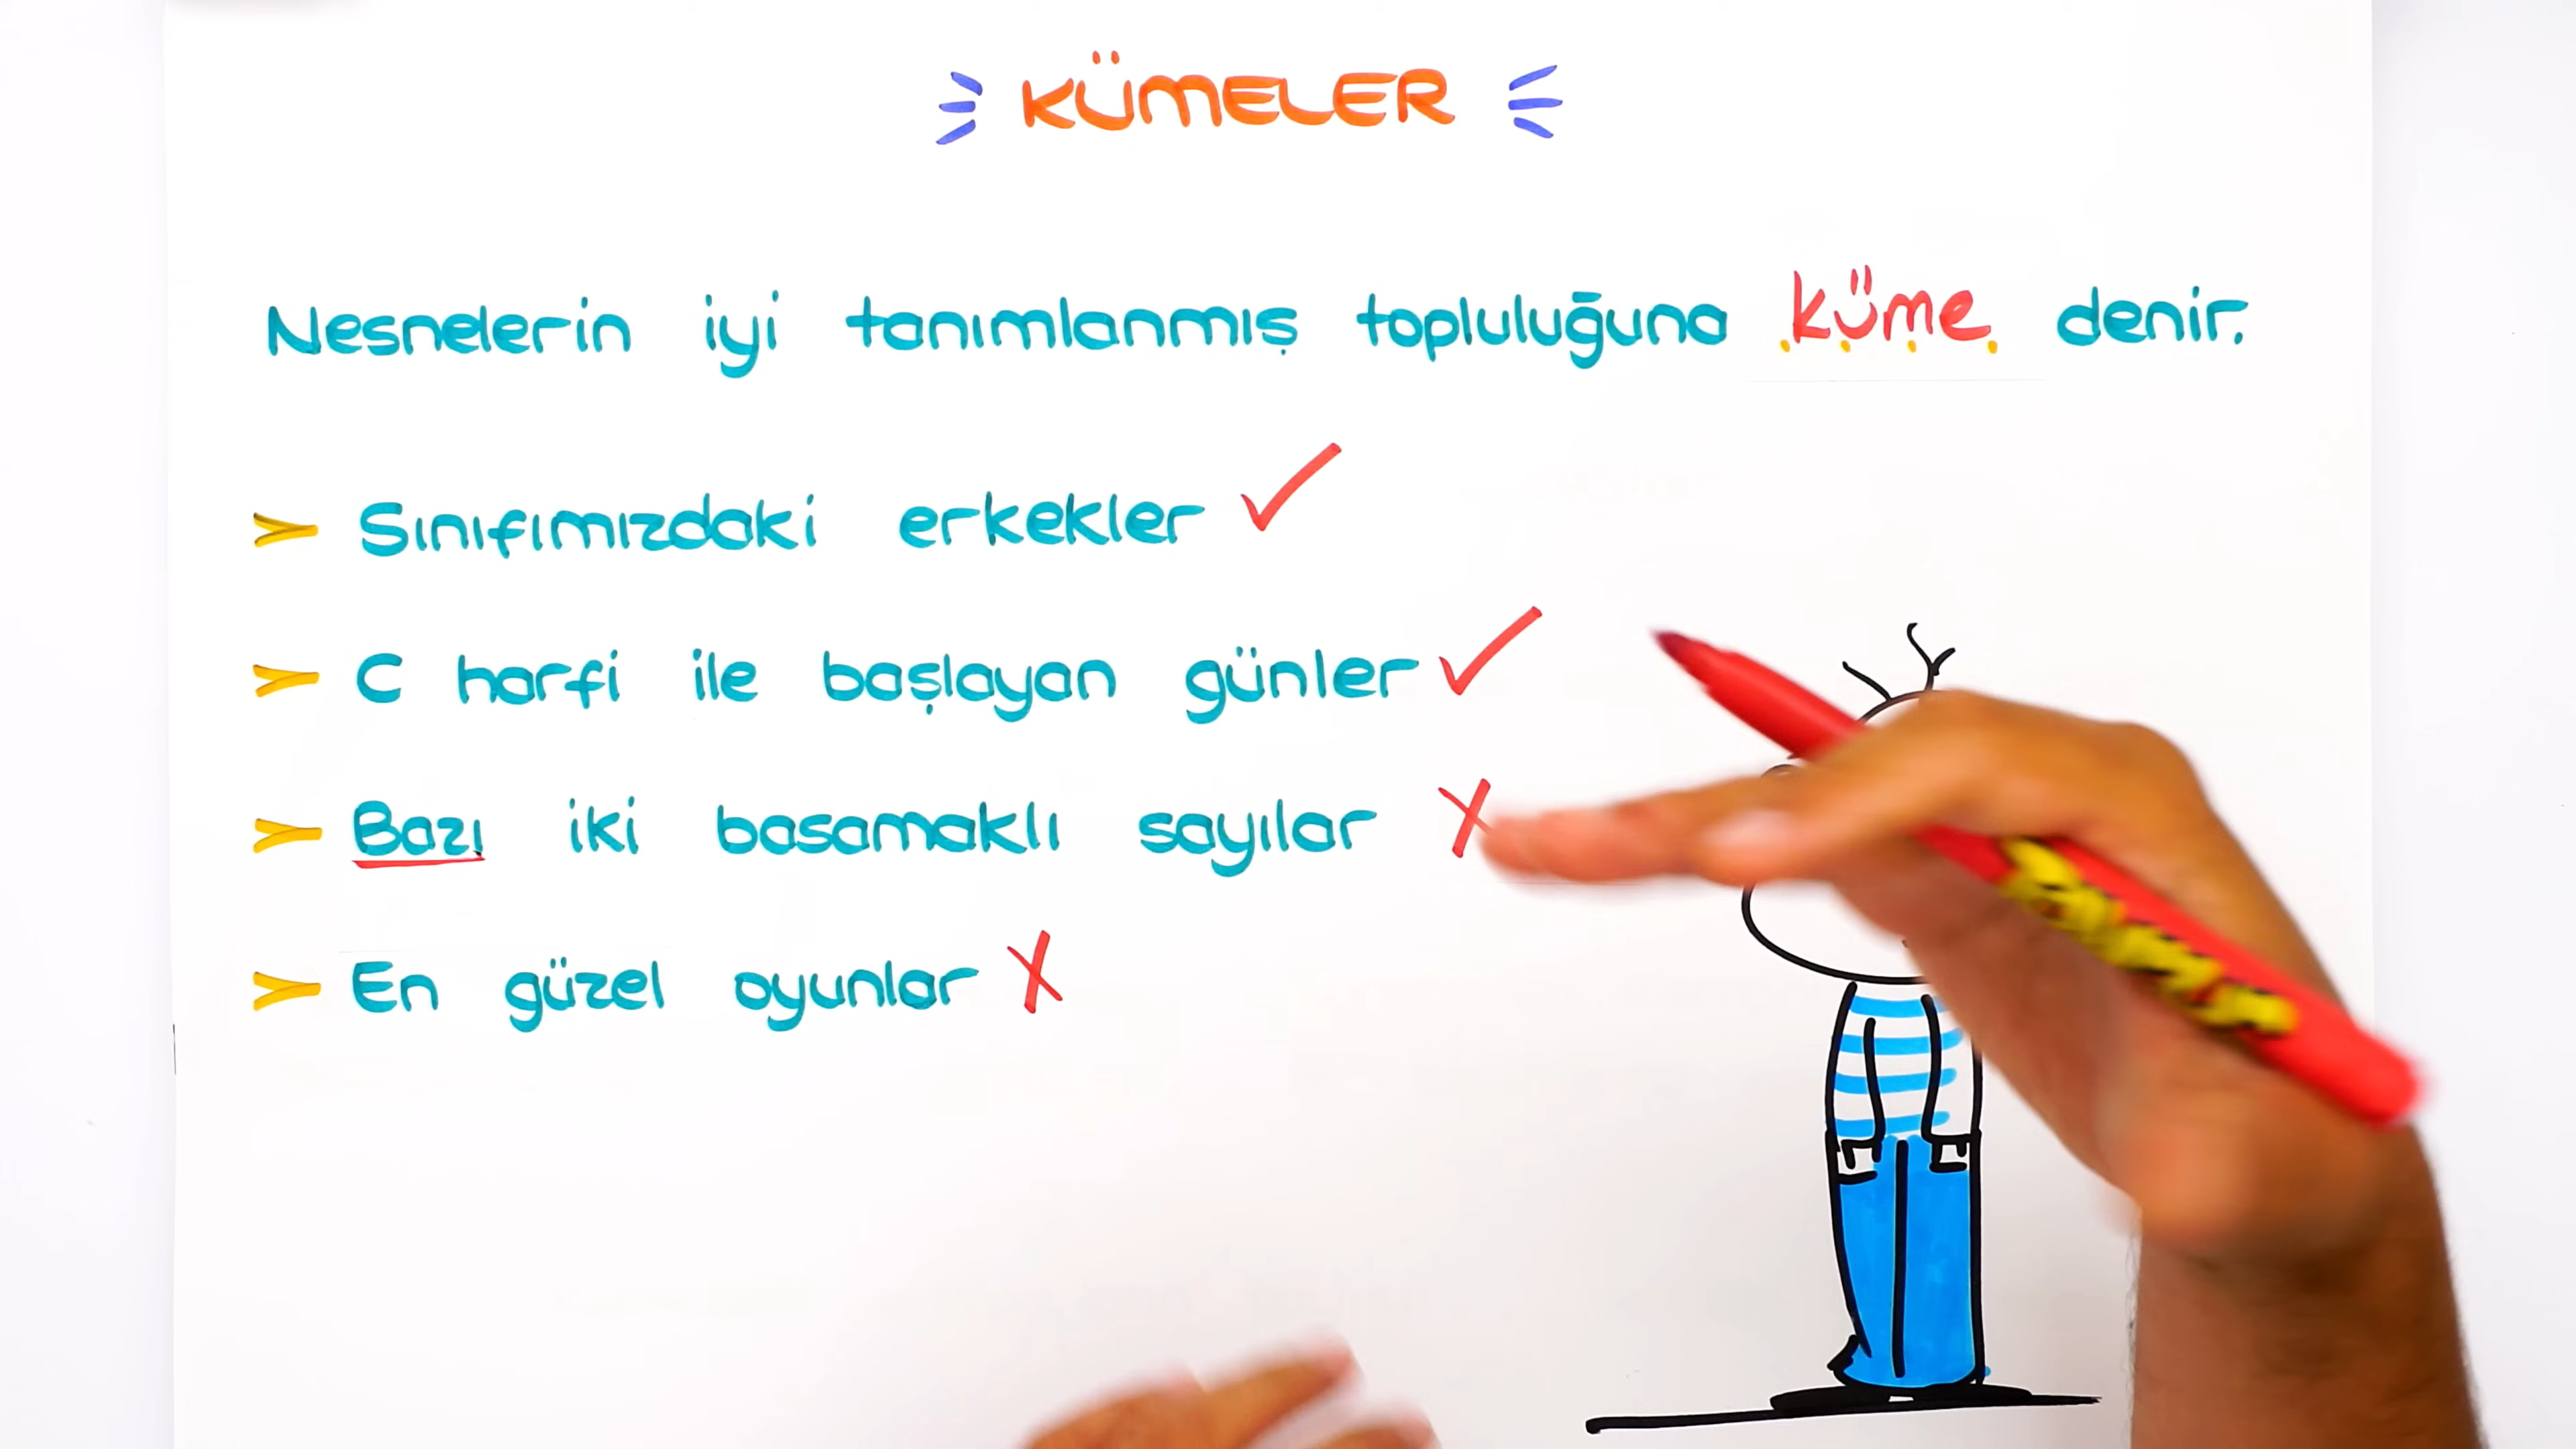 KÜMELER
Nesnelerin iyi tanımlanmış topluluğuna küme denir.
Sınıfımızdaki erkekler
C harfi ile başlayan günler
Bazı iki basamaklı sayılar
En güzel oyunlar